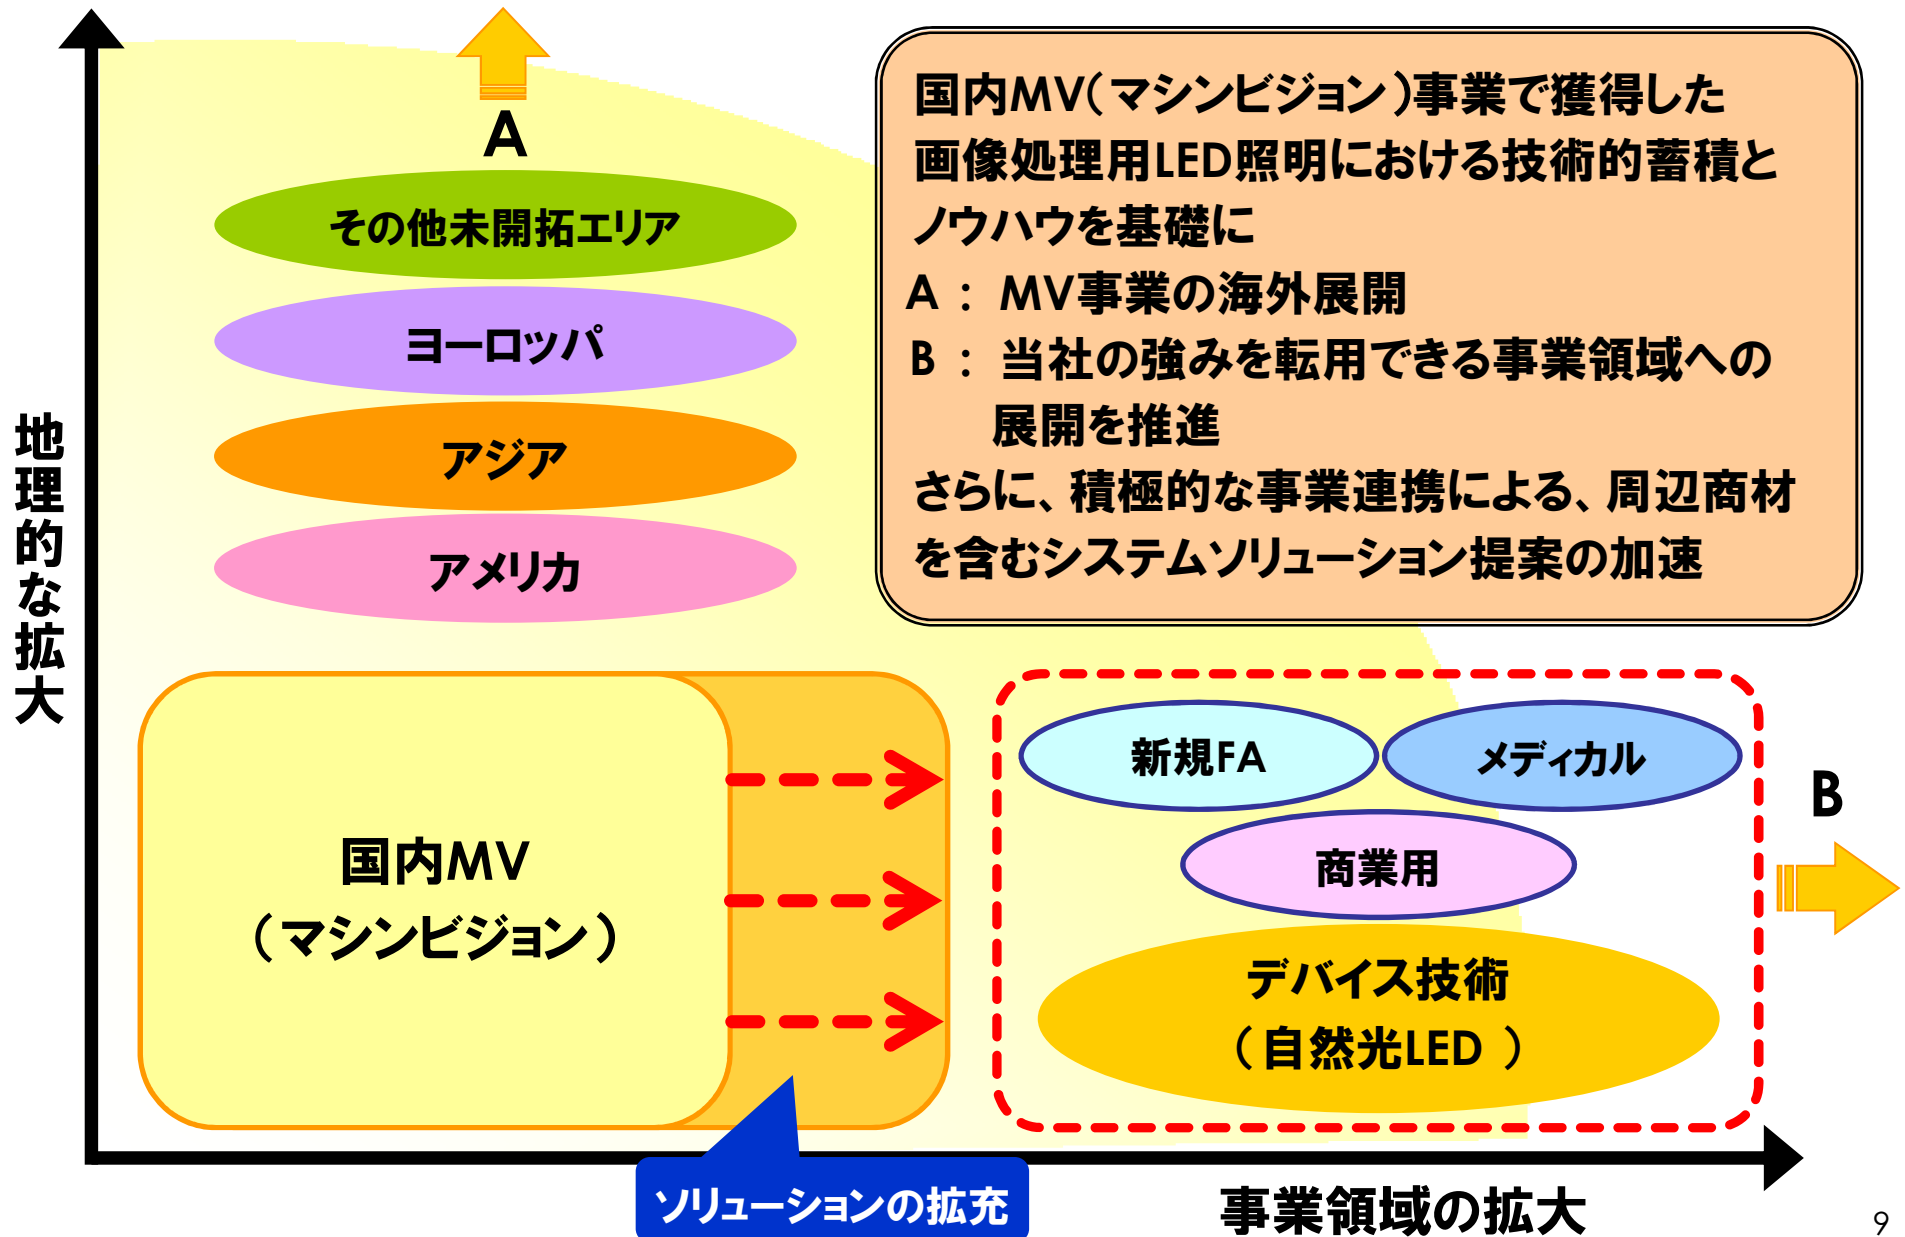 A
その他未開拓エリア
ヨーロッパ
アジア
アメリカ
地理的な拡大
国内MV(マシンビジョン)事業で獲得した
画像処理用LED照明における技術的蓄積と
ノウハウを基礎に
A : MV事業の海外展開
B : 当社の強みを転用できる事業領域への
展開を推進
さらに、積極的な事業連携による、周辺商材
を含むシステムソリューション提案の加速
国内MV
(マシンビジョン)
新規FA
メディカル
商業用
デバイス技術
(自然光LED )
B
ソリューションの拡充
事業領域の拡大
9